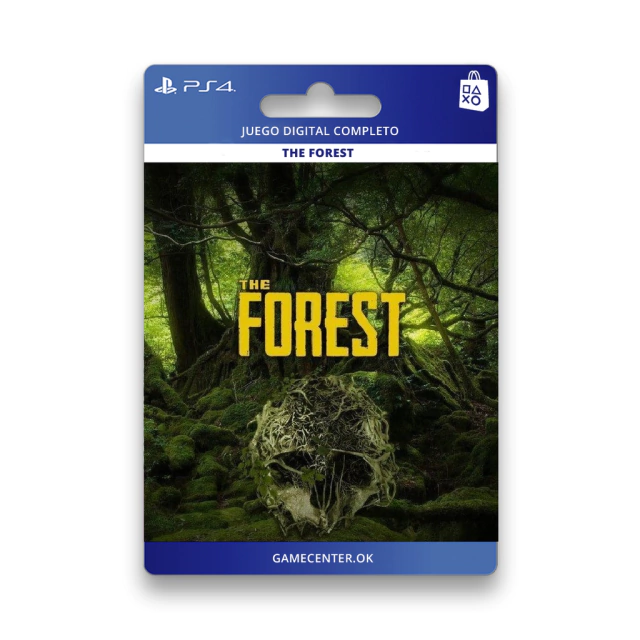 PS4
JUEGO DIGITAL COMPLETO
THE FOREST
THE
FOREST
GAMECENTER.OK